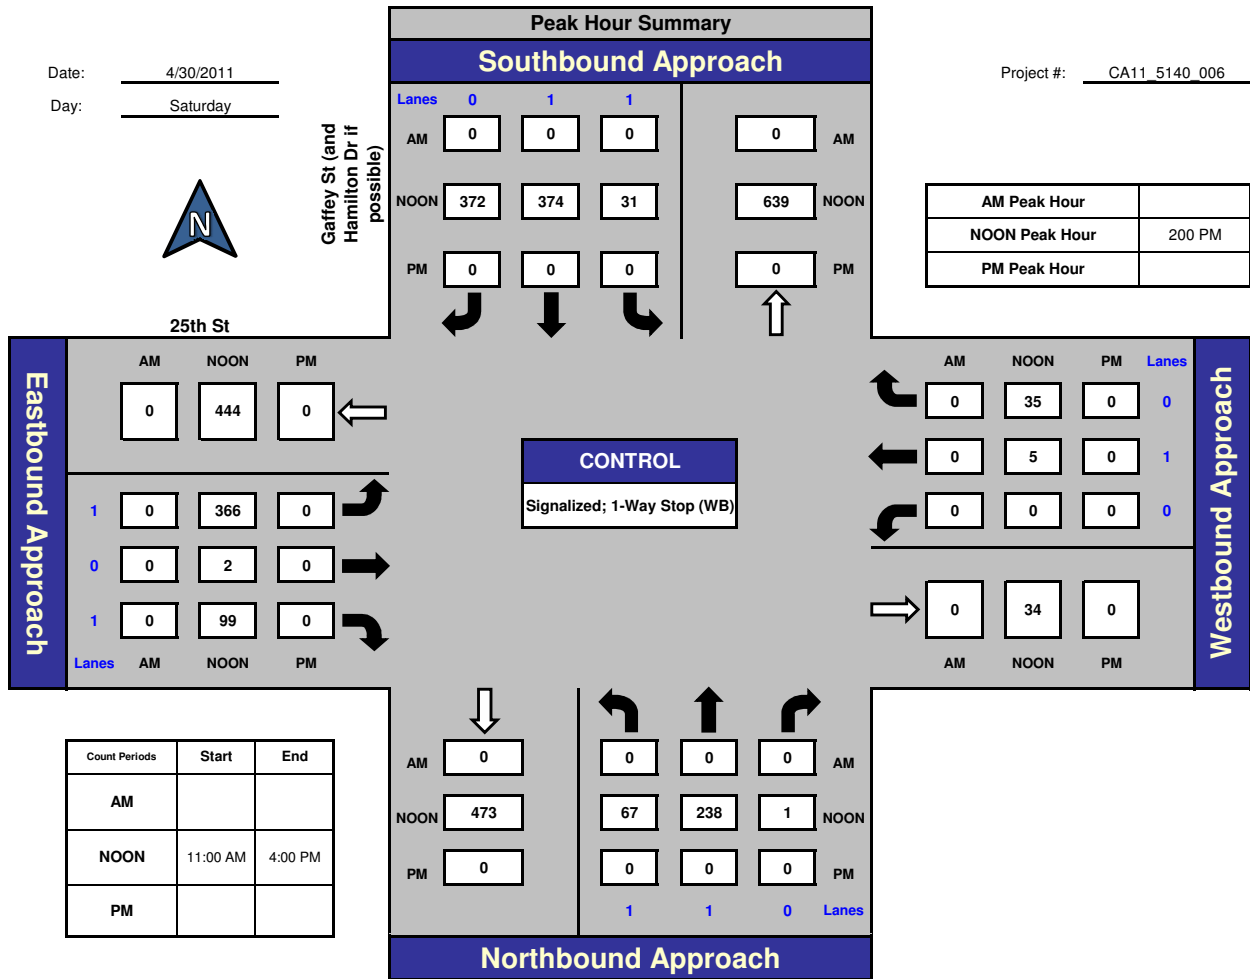 Peak Hour Summary
Southbound Approach
Date: 4/30/2011
Project #: CA11_5140_006
Day: Saturday
Lanes 0 1 1
Gaffey St (and
Hamilton Dr if
possible)
AM 0 0 0 0 AM
NOON 372 374 31 639 NOON
PM 0 0 0 0 PM
N
AM Peak Hour
NOON Peak Hour 200 PM
PM Peak Hour
25th St
Eastbound Approach
AM NOON PM
0 444 0
1 0 366 0
0 0 2 0
1 0 99 0
Lanes AM NOON PM
CONTROL
Signalized; 1-Way Stop (WB)
AM NOON PM Lanes
0 35 0 0
0 5 0 1
0 0 0 0
0 34 0
AM NOON PM
Westbound Approach
Count Periods Start End
AM
NOON 11:00 AM 4:00 PM
PM
AM 0 0 0 0 AM
NOON 473 67 238 1 NOON
PM 0 0 0 0 PM
1 1 0 Lanes
Northbound Approach